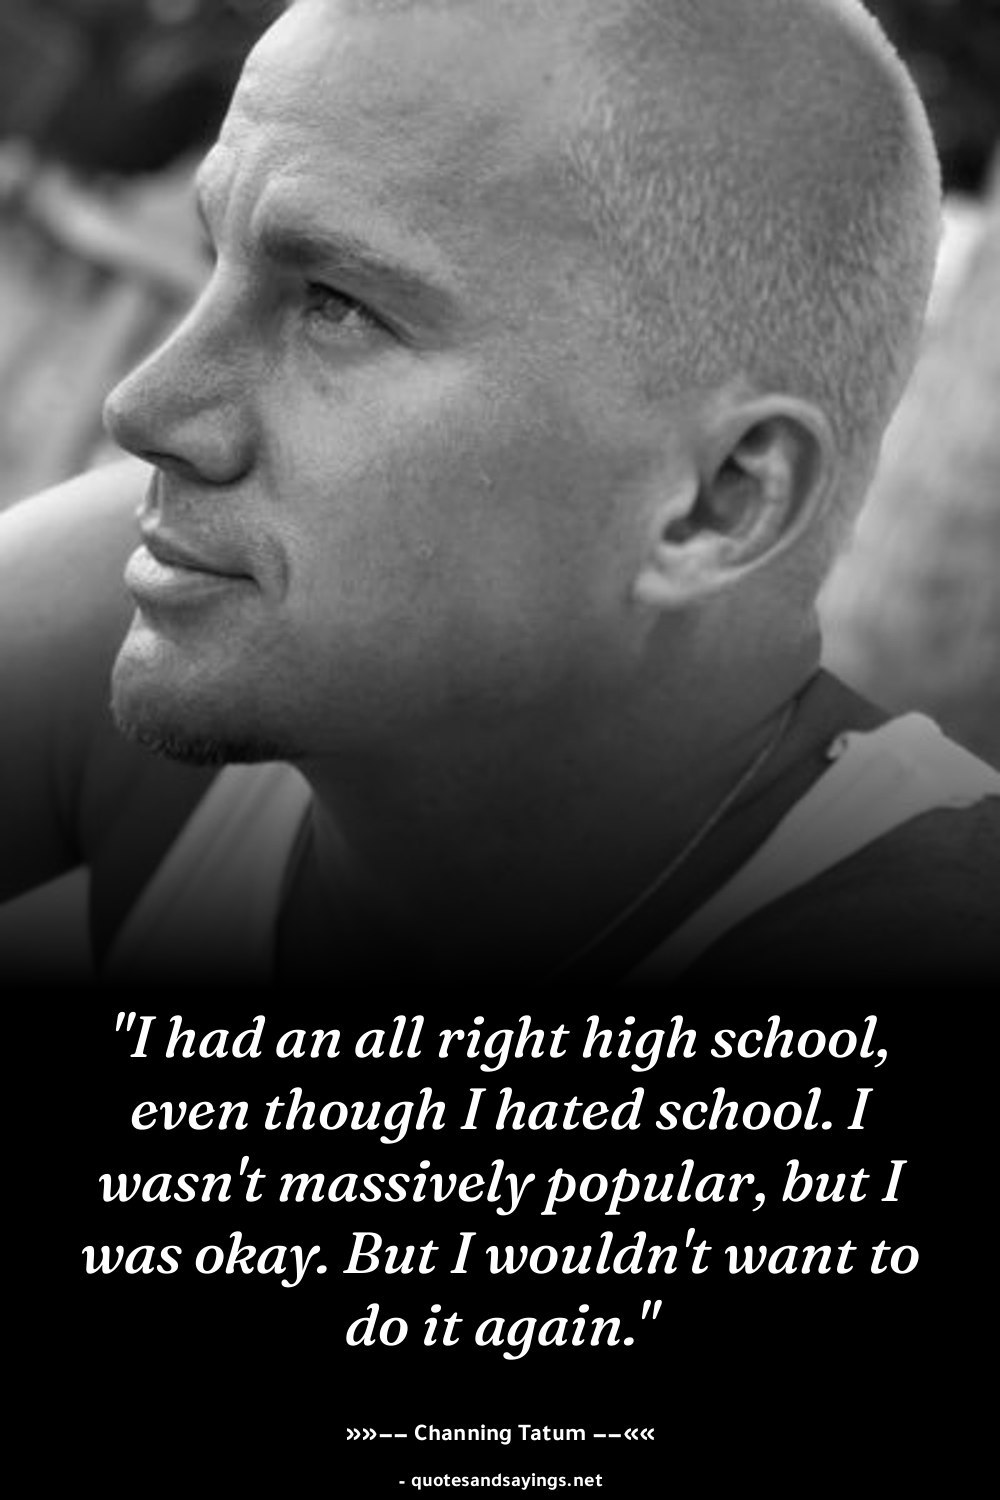 "I had an all right high school,
even though I hated school. I
wasn't massively popular, but I
was okay. But I wouldn't want to
do it again."
»»–– Channing Tatum ––««
- quotesandsayings.net